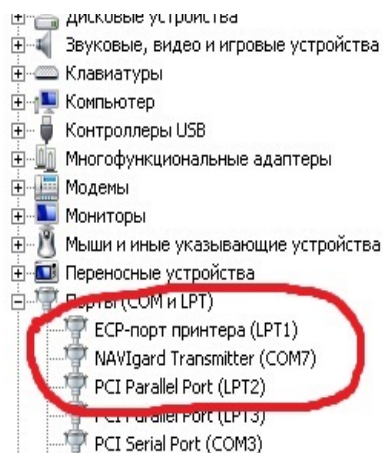 Дисковые устройства
Звуковые, видео и игровые устройства
Клавиатуры
Компьютер
Контроллеры USB
Многофункциональные адаптеры
Модемы
Мониторы
Мыши и иные указывающие устройства
Переносные устройства
Порты (COM и LPT)
ECP-порт принтера (LPT1)
NAVIgard Transmitter (COM7)
PCI Parallel Port (LPT2)
PCI Parallel Port (LPT3)
PCI Serial Port (COM3)